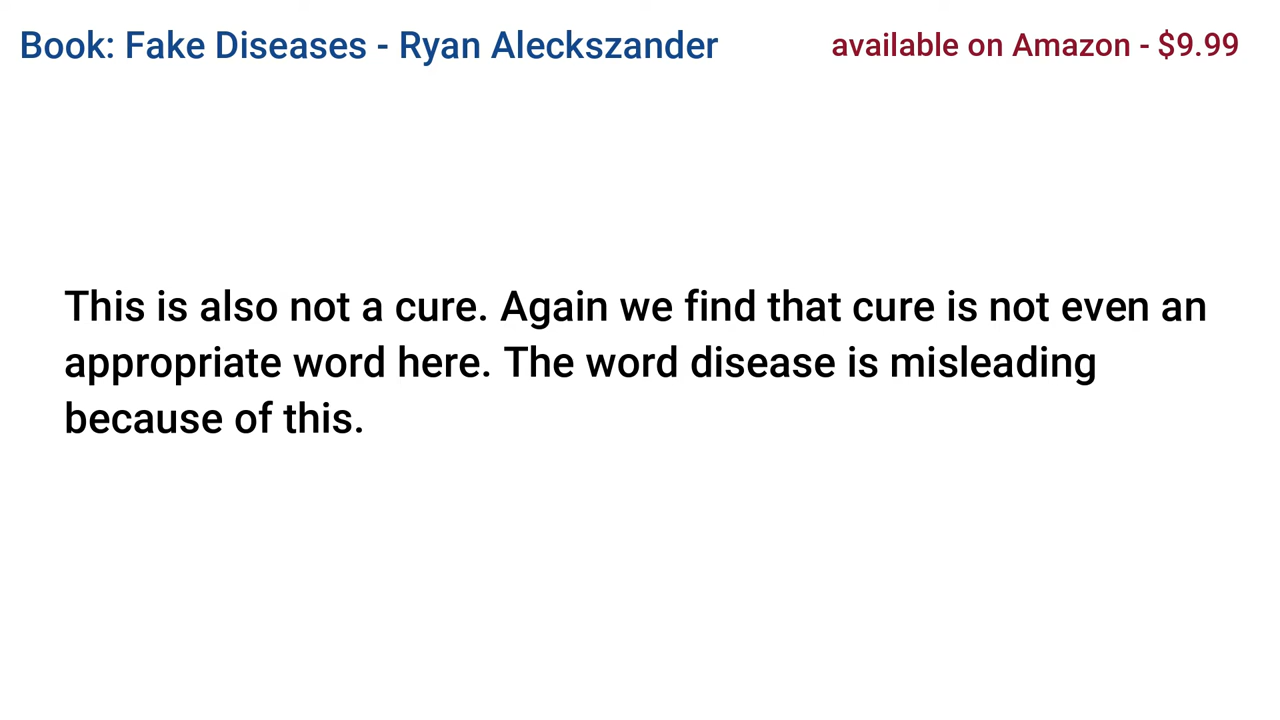 Book: Fake Diseases - Ryan Aleckszander
available on Amazon - $9.99
This is also not a cure. Again we find that cure is not even an
appropriate word here. The word disease is misleading
because of this.